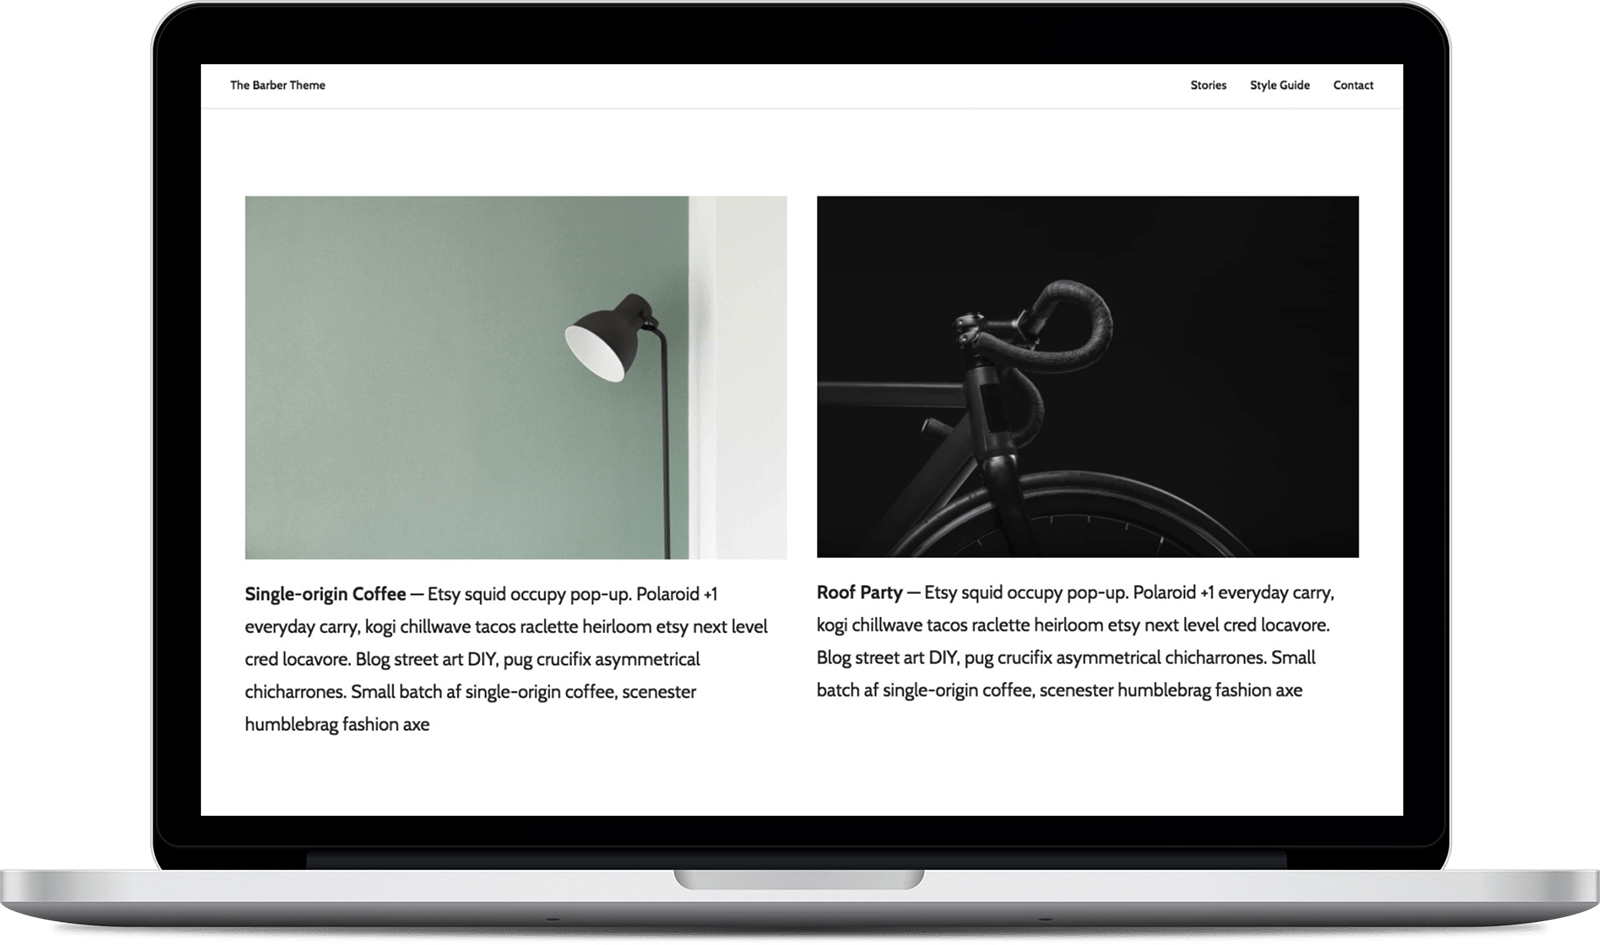 The Barber Theme
Stories Style Guide Contact
Single-origin Coffee — Etsy squid occupy pop-up. Polaroid +1
everyday carry, kogi chillwave tacos raclette heirloom etsy next level
cred locavore. Blog street art DIY, pug crucifix asymmetrical
chicharrones. Small batch af single-origin coffee, scenester
humblebrag fashion axe
Roof Party — Etsy squid occupy pop-up. Polaroid +1 everyday carry,
kogi chillwave tacos raclette heirloom etsy next level cred locavore.
Blog street art DIY, pug crucifix asymmetrical chicharrones. Small
batch af single-origin coffee, scenester humblebrag fashion axe